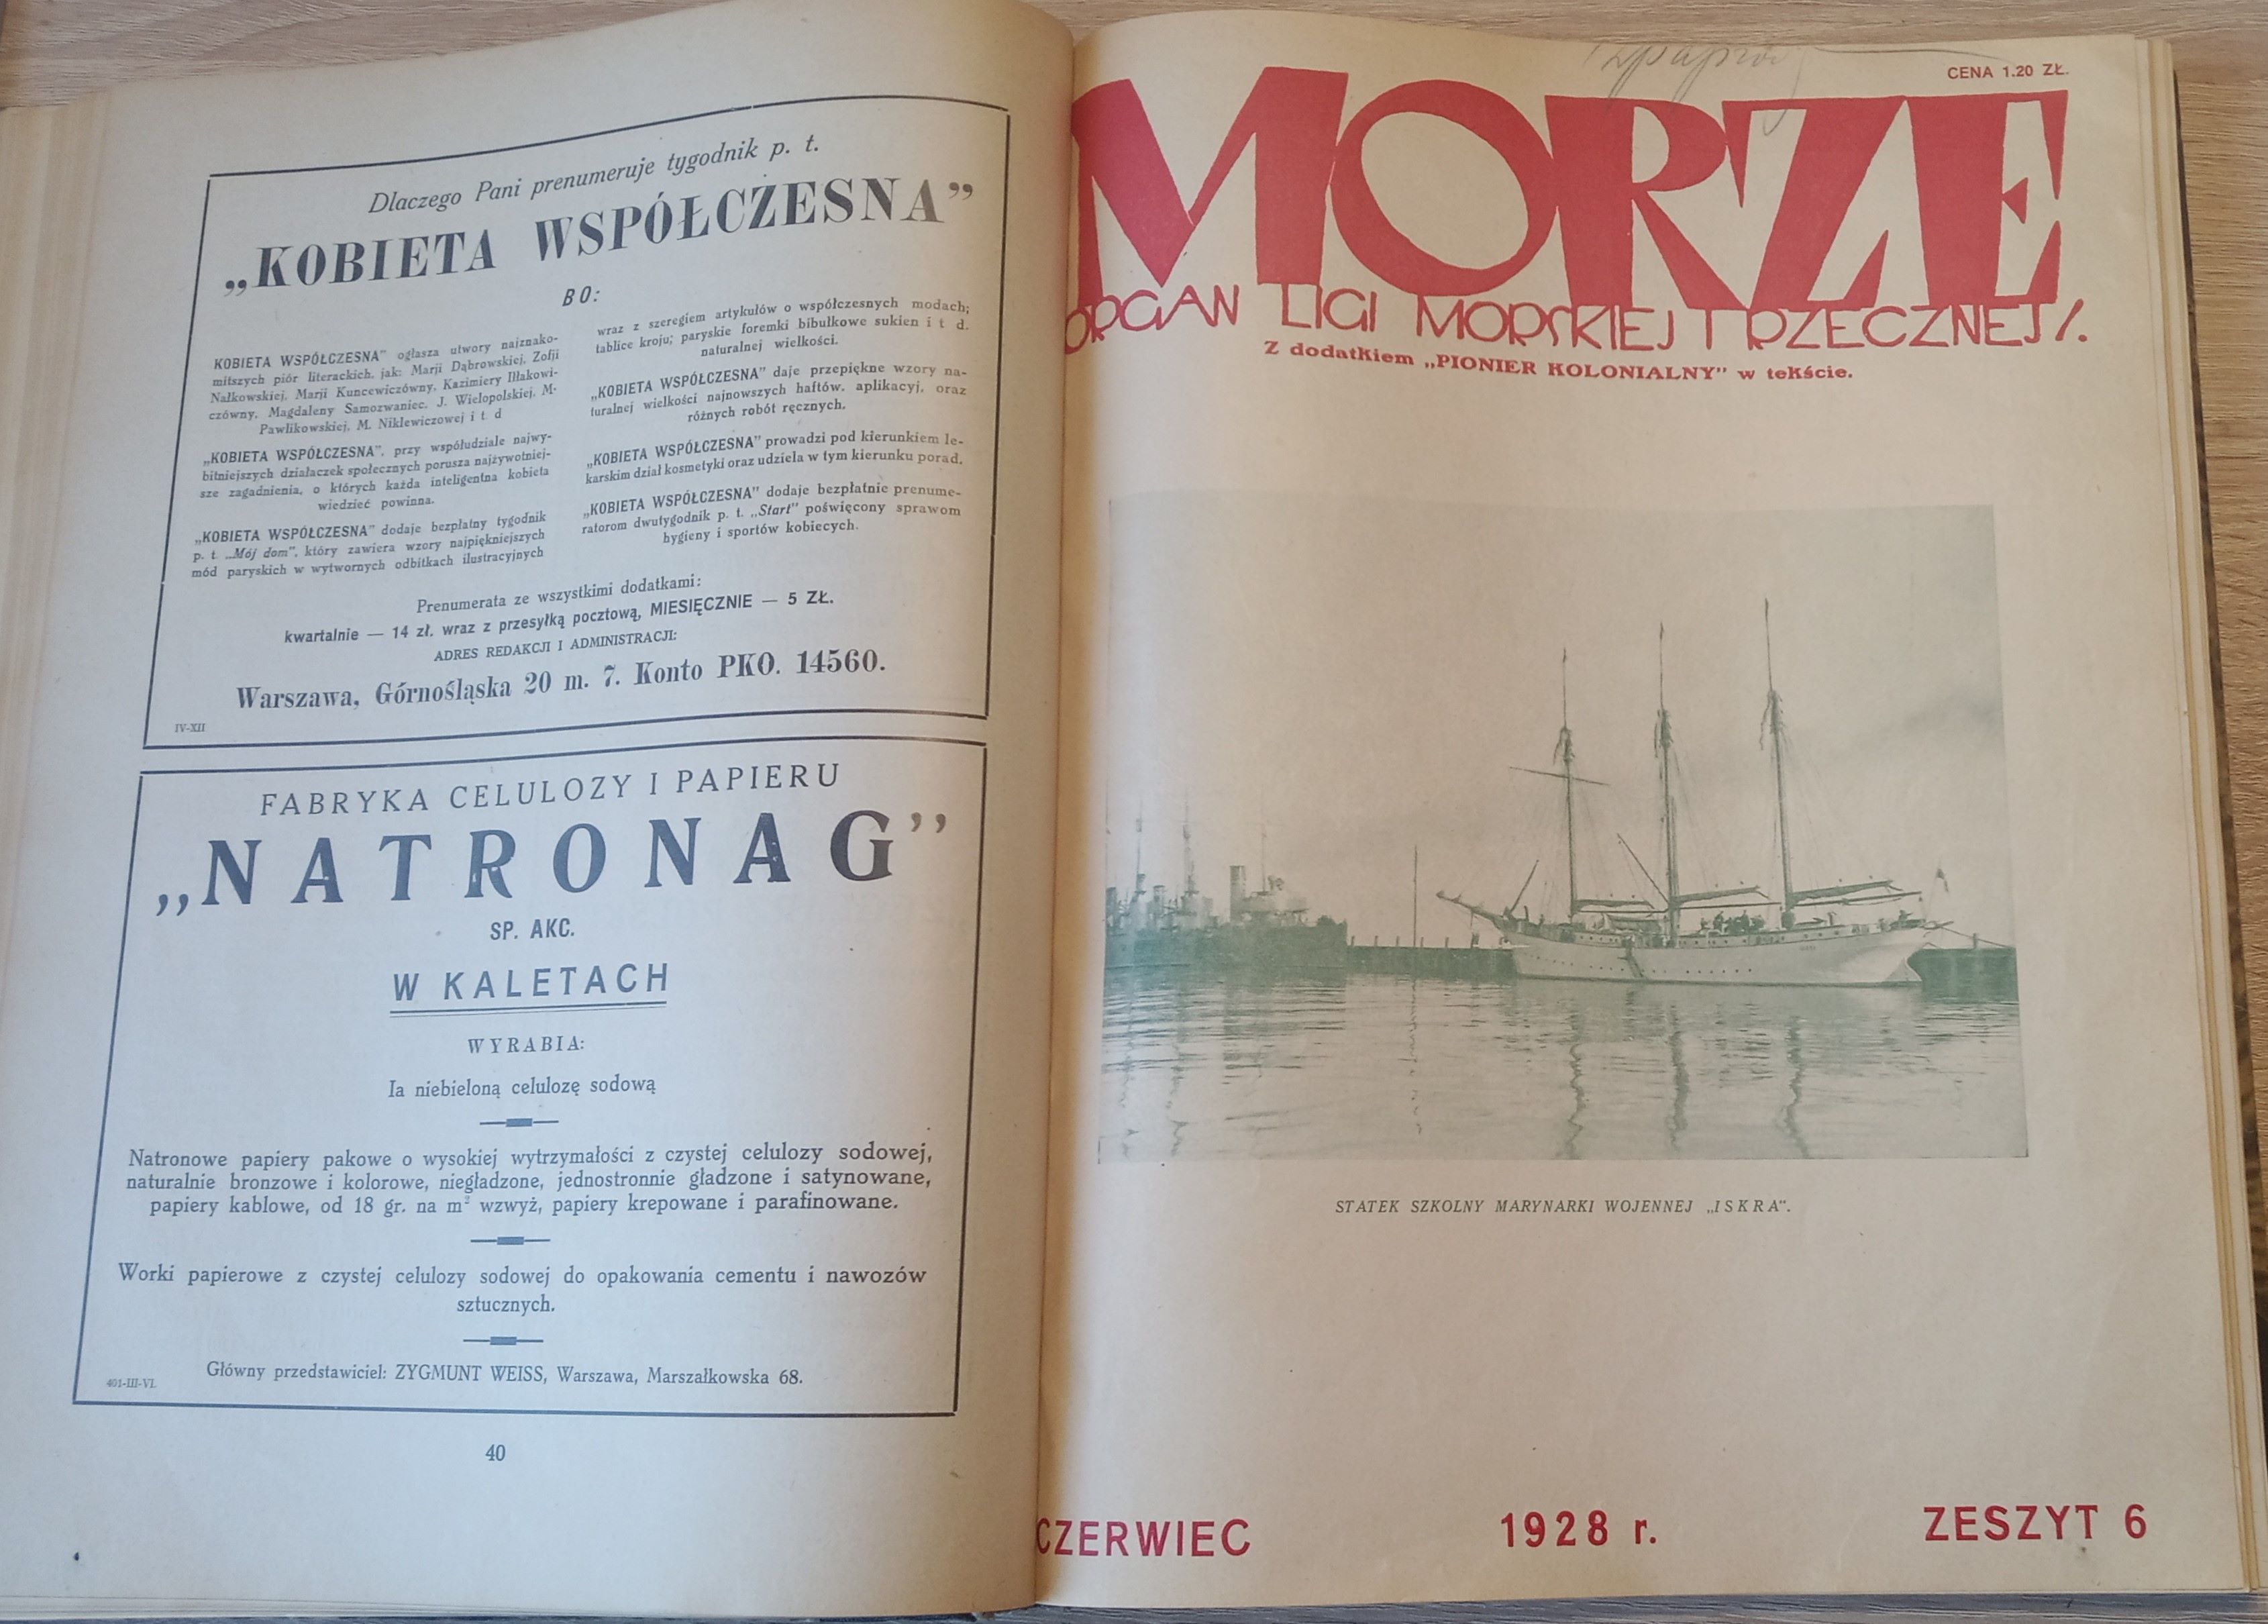 Dlaczego Pani prenumeruje tygodnik p. t.
„KOBIETA WSPÓŁCZESNA”
BO:
KOBIETA WSPÓŁCZESNA” ogłasza utwory najznako-
mitszych piór literackich, jak: Marji Dąbrowskiej, Zofji
Nałkowskiej, Marji Kuncewiczówny, Kazimiery Iłłakowi-
czówny, Magdaleny Samozwaniec, J. Wielopolskiej, M.
Pawlikowskiej, M. Niklewiczowej i t. d
„KOBIETA WSPÓŁCZESNA”, przy współudziale najwy-
bitniejszych działaczek społecznych porusza najżywotniej-
sze zagadnienia, o których każda inteligentna kobieta
wiedzieć powinna.
„KOBIETA WSPÓŁCZESNA” dodaje bezpłatny tygodnik
p. t. „Mój dom”, który zawiera wzory najpiękniejszych
mód paryskich w wytwornych odbitkach ilustracyjnych
wraz z szeregiem artykułów o współczesnych modach;
tablice kroju; paryskie foremki bibułkowe sukien i t d.
naturalnej wielkości.
„KOBIETA WSPÓŁCZESNA” daje przepiękne wzory na-
turalnej wielkości najnowszych haftów, aplikacyj, oraz
różnych robót ręcznych.
„KOBIETA WSPÓŁCZESNA” prowadzi pod kierunkiem le-
karskim dział kosmetyki oraz udziela w tym kierunku porad.
„KOBIETA WSPÓŁCZESNA” dodaje bezpłatnie prenume-
ratorom dwutygodnik p. t. „Start” poświęcony sprawom
hygieny i sportów kobiecych.
Prenumerata ze wszystkimi dodatkami:
kwartalnie — 14 zł. wraz z przesyłką pocztową, MIESIĘCZNIE — 5 ZŁ.
ADRES REDAKCJI I ADMINISTRACJI:
Warszawa, Górnośląska 20 m. 7. Konto PKO. 14560.
IV-XII
FABRYKA CELULOZY I PAPIERU
„NATRONAG”
SP. AKC.
W KALETACH
WYRABIA:
Ia niebieloną celulozę sodową
Natronowe papiery pakowe o wysokiej wytrzymałości z czystej celulozy sodowej,
naturalnie bronzowe i kolorowe, niegładzone, jednostronnie gładzone i satynowane,
papiery kablowe, od 18 gr. na m² wzwyż, papiery krepowane i parafinowane.
Worki papierowe z czystej celulozy sodowej do opakowania cementu i nawozów
sztucznych.
Główny przedstawiciel: ZYGMUNT WEISS, Warszawa, Marszałkowska 68.
401-III-VI.
40
CENA 1.20 ZŁ.
MORZE
ORGAN LIGI MORSKIEJ I RZECZNEJ
Z dodatkiem „PIONIER KOLONIALNY” w tekście.
STATEK SZKOLNY MARYNARKI WOJENNEJ „ISKRA”.
CZERWIEC 1928 r. ZESZYT 6